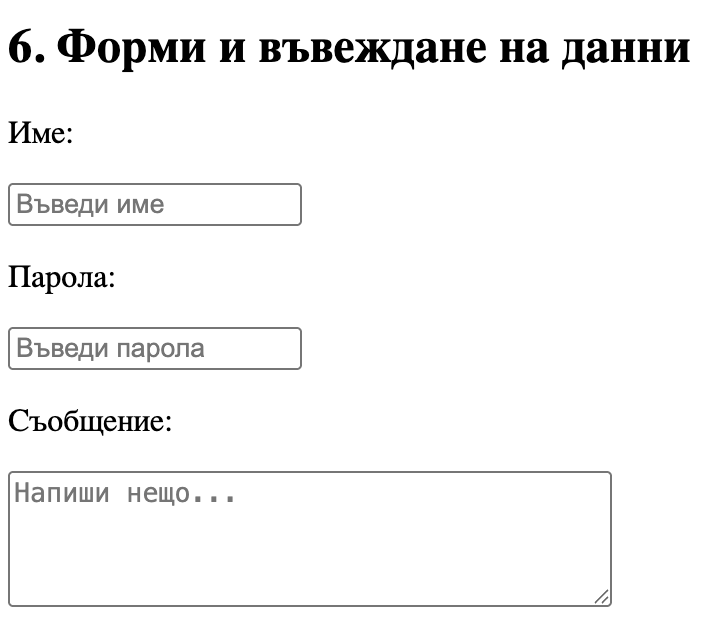 6. Форми и въвеждане на данни
Име:
Въведи име
Парола:
Въведи парола
Съобщение:
Напиши нещо...